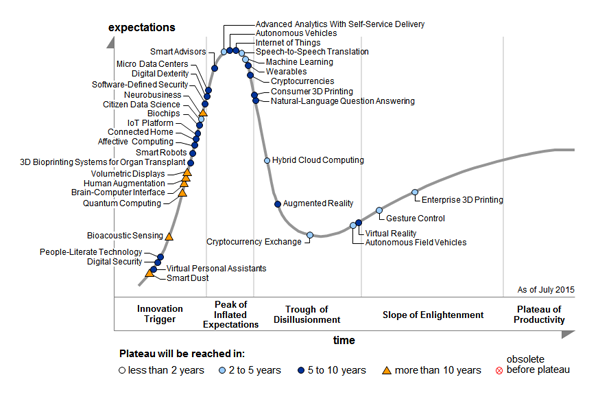 expectations
Advanced Analytics With Self-Service Delivery
Autonomous Vehicles
Internet of Things
Speech-to-Speech Translation
Machine Learning
Wearables
Cryptocurrencies
Consumer 3D Printing
Natural-Language Question Answering
Smart Advisors
Micro Data Centers
Digital Dexterity
Software-Defined Security
Neurobusiness
Citizen Data Science
Biochips
IoT Platform
Connected Home
Affective Computing
Smart Robots
3D Bioprinting Systems for Organ Transplant
Volumetric Displays
Human Augmentation
Brain-Computer Interface
Quantum Computing
Bioacoustic Sensing
People-Literate Technology
Digital Security
Virtual Personal Assistants
Smart Dust
Hybrid Cloud Computing
Augmented Reality
Cryptocurrency Exchange
Enterprise 3D Printing
Gesture Control
Virtual Reality
Autonomous Field Vehicles
As of July 2015
Innovation
Trigger
Peak of
Inflated
Expectations
Trough of
Disillusionment
Slope of Enlightenment
Plateau of
Productivity
time
Plateau will be reached in:
less than 2 years
2 to 5 years
5 to 10 years
more than 10 years
obsolete
before plateau